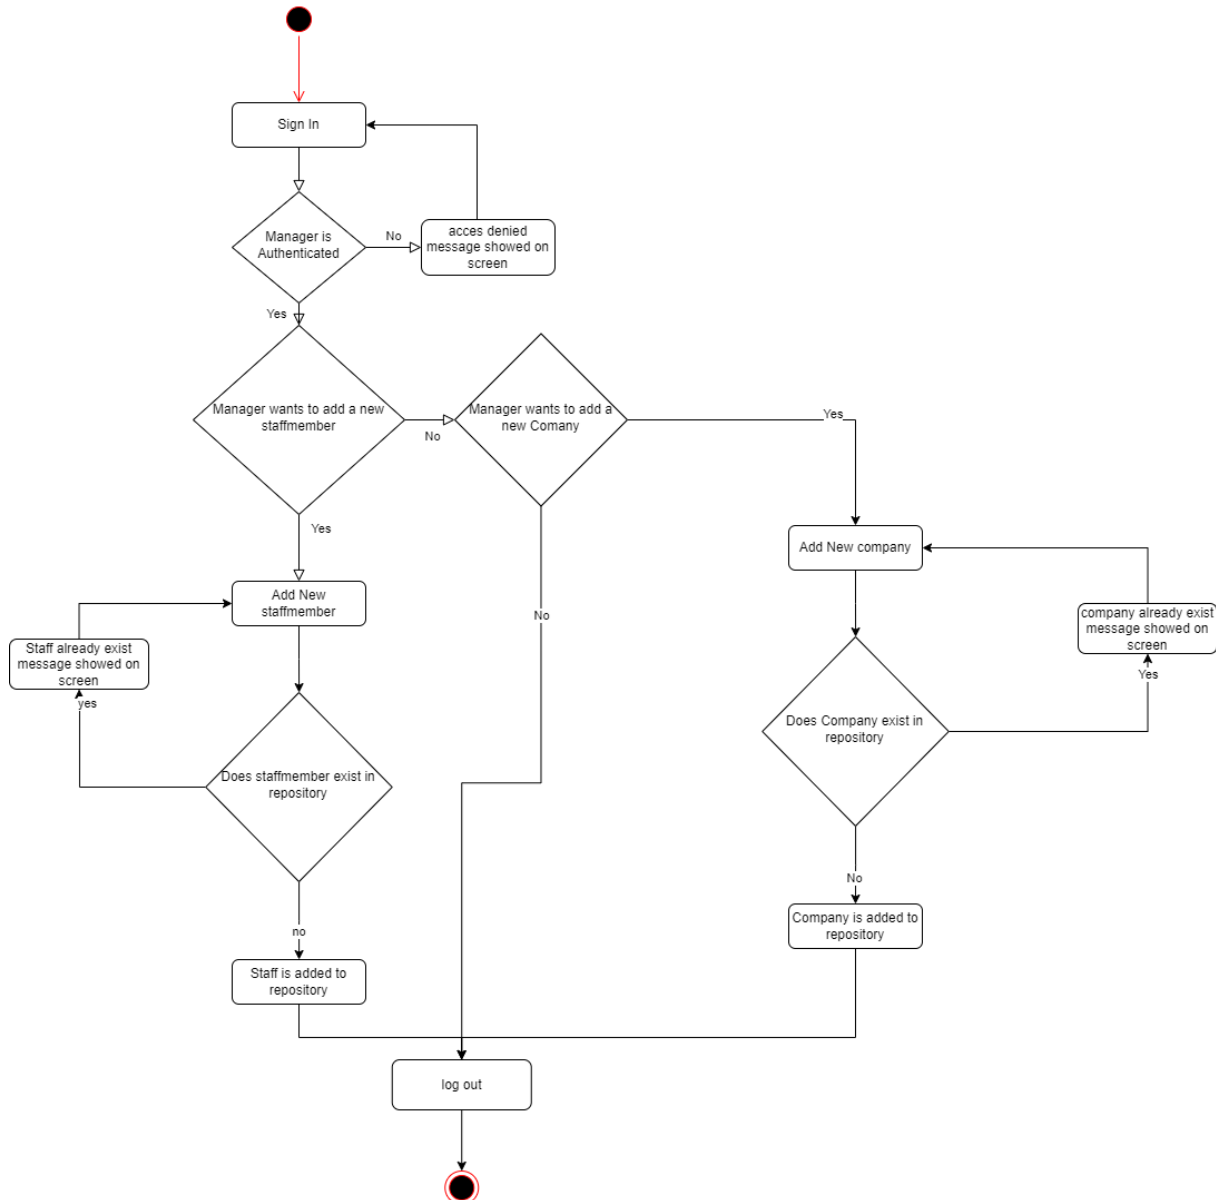 Sign In
Manager is
Authenticated
No
acces denied
message showed on
screen
Yes
Manager wants to add a new
staffmember
No
Manager wants to add a
new Comany
Yes
Yes
Add New company
Add New
staffmember
No
company already exist
message showed on
screen
Staff already exist
message showed on
screen
Yes
yes
Does Company exist in
repository
Does staffmember exist in
repository
No
Company is added to
repository
no
Staff is added to
repository
log out